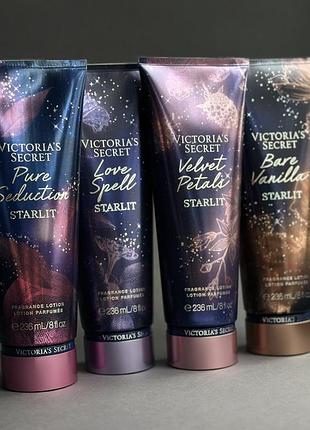 VICTORIA'S
SECRET
Pure
Seduction
STARLIT
FRAGRANCE LOTION
LOTION PARFUMÉE
℮ 236 mL/8 fl oz
VICTORIA'S SECRET
VICTORIA'S
SECRET
Love
Spell
STARLIT
FRAGRANCE LOTION
LOTION PARFUMÉE
℮ 236 mL/8 fl oz
VICTORIA'S SECRET
VICTORIA'S
SECRET
Velvet
Petals
STARLIT
FRAGRANCE LOTION
LOTION PARFUMÉE
℮ 236 mL/8 fl oz
VICTORIA'S SECRET
VICTORIA'S
SECRET
Bare
Vanilla
STARLIT
FRAGRANCE LOTION
LOTION PARFUMÉE
℮ 236 mL/8 fl oz
VICTORIA'S SECRET